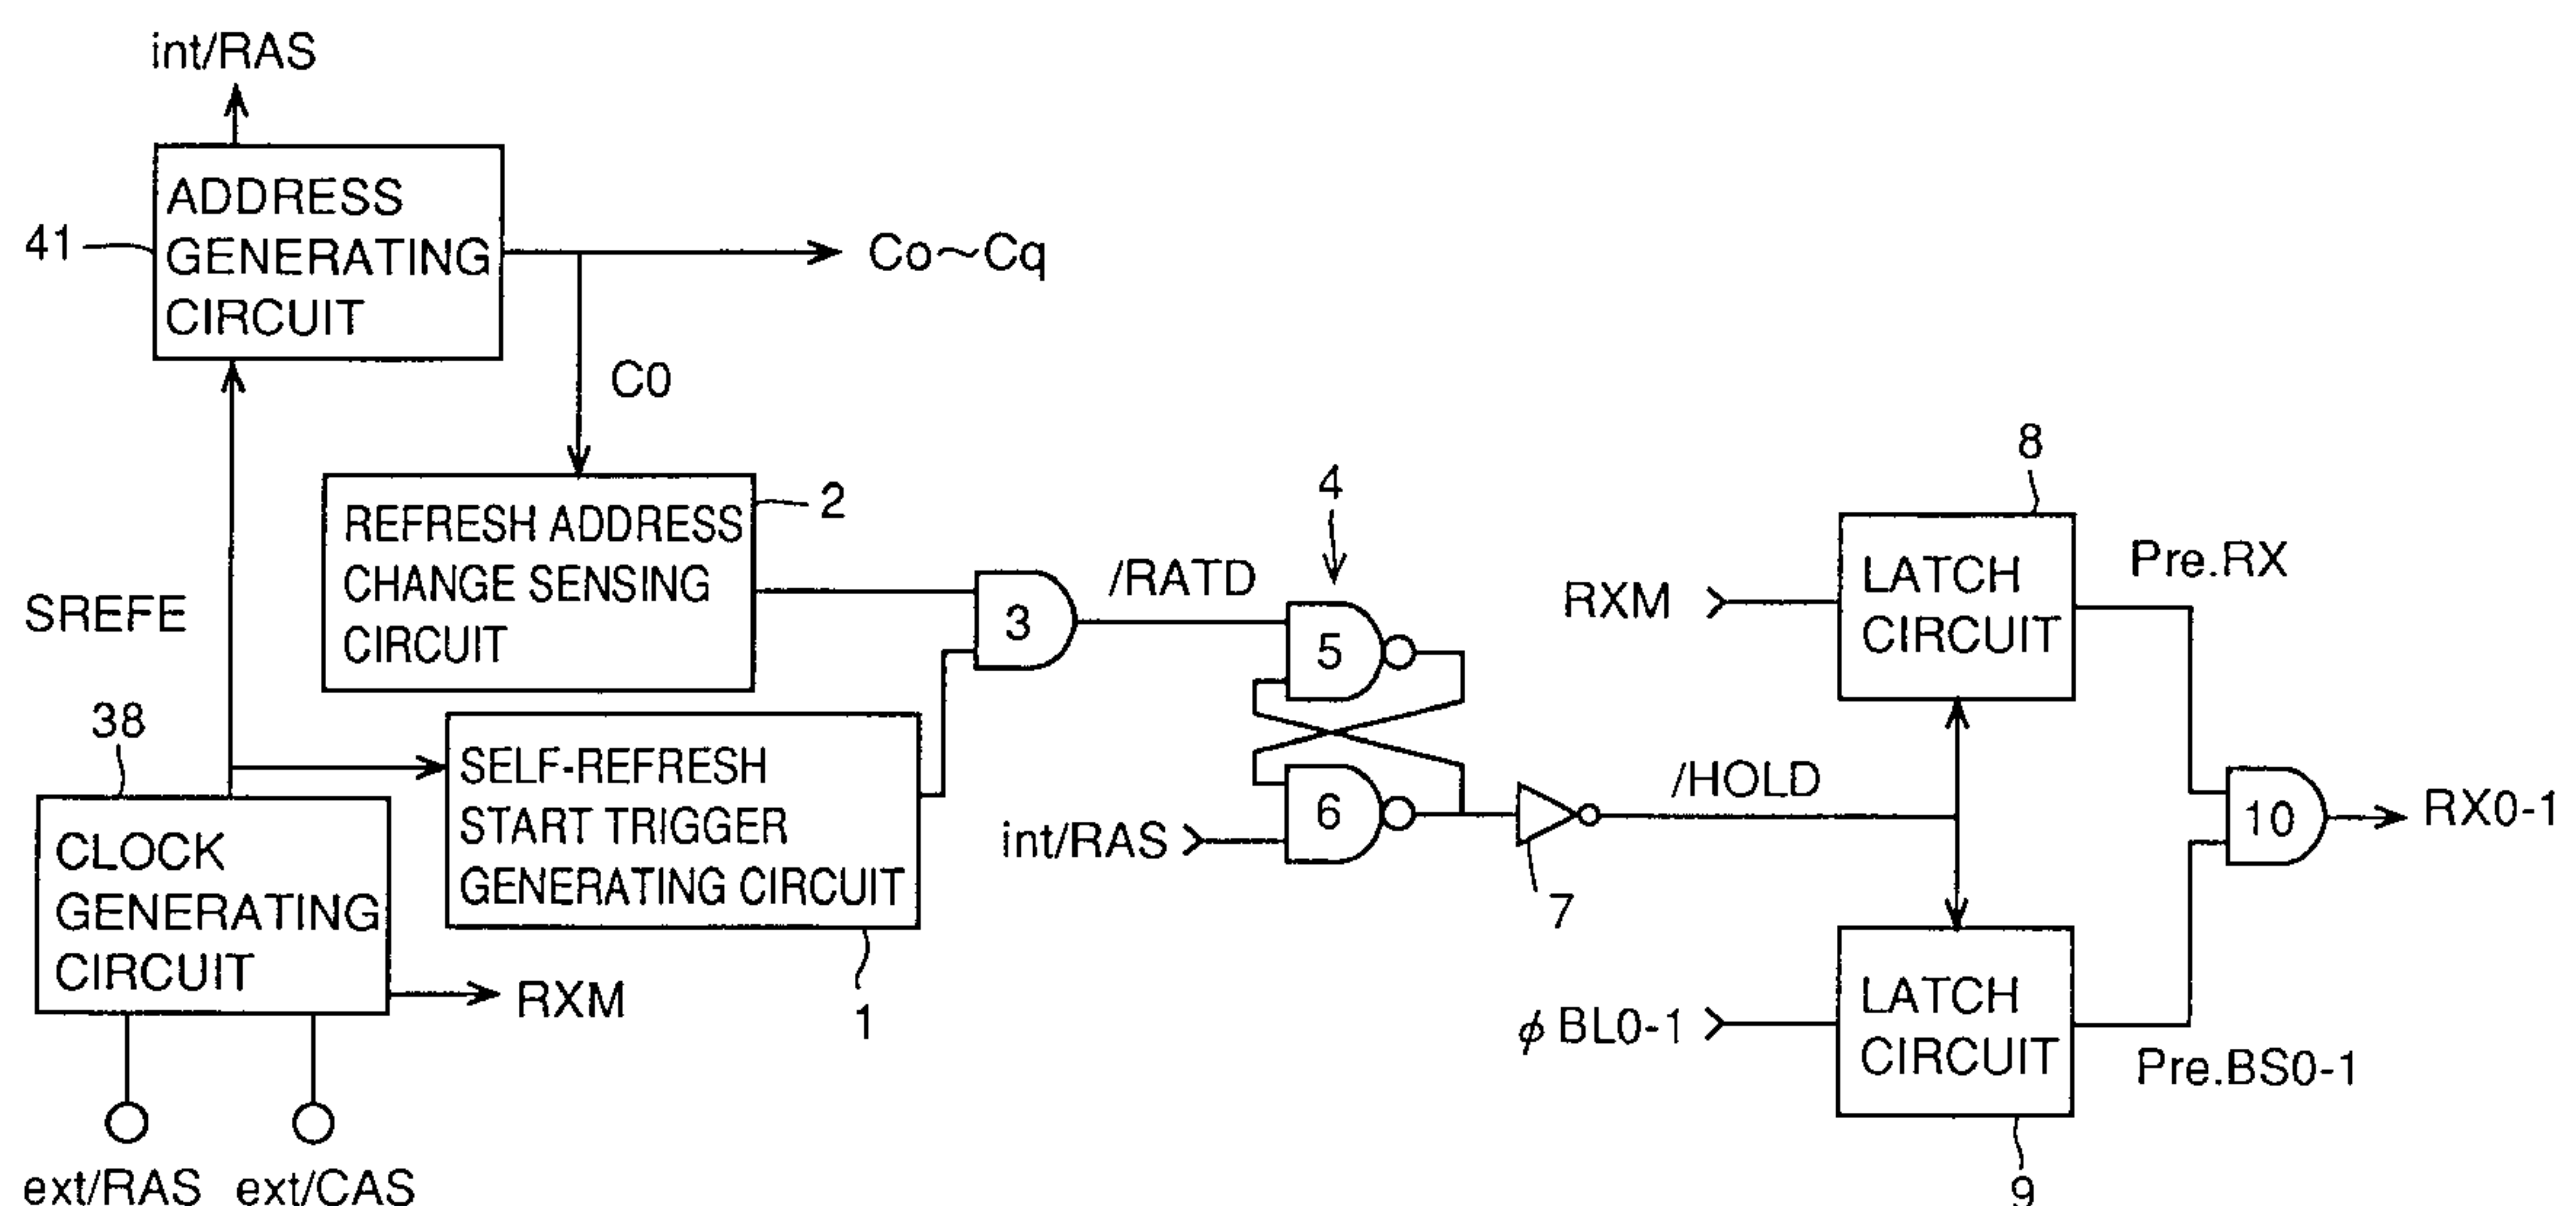 int/RAS
ADDRESS
GENERATING
CIRCUIT
41
Co~Cq
C0
SREFE
REFRESH ADDRESS
CHANGE SENSING
CIRCUIT
2
38
CLOCK
GENERATING
CIRCUIT
SELF-REFRESH
START TRIGGER
GENERATING CIRCUIT
1
RXM
ext/RAS
ext/CAS
3
/RATD
4
5
6
int/RAS
7
/HOLD
8
RXM
LATCH
CIRCUIT
Pre.RX
10
RX0-1
φ BL0-1
LATCH
CIRCUIT
Pre.BS0-1
9